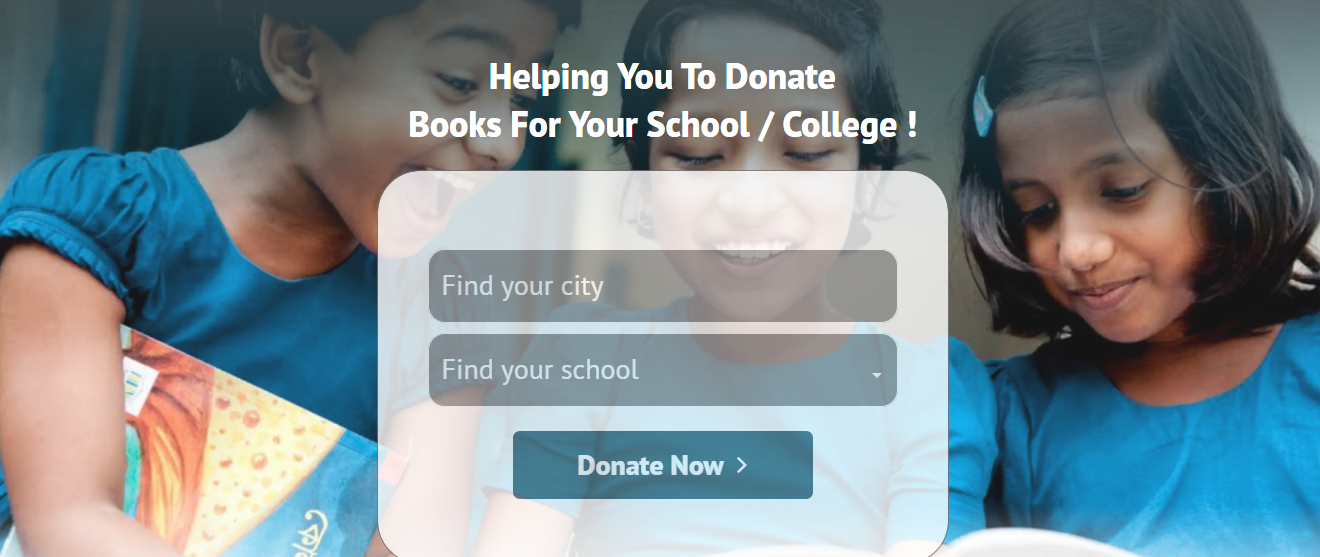 Helping You To Donate
Books For Your School / College !
Find your city
Find your school
Donate Now